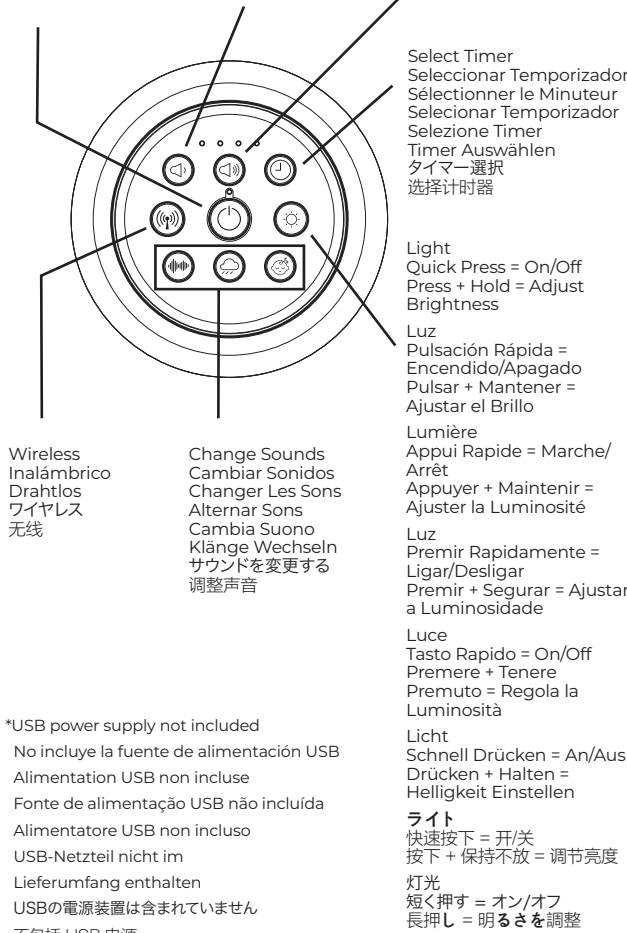 Select Timer
Seleccionar Temporizador
Sélectionner le Minuteur
Selecionar Temporizador
Selezione Timer
Timer Auswählen
タイマー選択
选择计时器
Light
Quick Press = On/Off
Press + Hold = Adjust
Brightness
Luz
Pulsación Rápida =
Encendido/Apagado
Pulsar + Mantener =
Ajustar el Brillo
Lumière
Appui Rapide = Marche/
Arrêt
Appuyer + Maintenir =
Ajuster la Luminosité
Luz
Premir Rapidamente =
Ligar/Desligar
Premir + Segurar = Ajustar
a Luminosidade
Luce
Tasto Rapido = On/Off
Premere + Tenere
Premuto = Regola la
Luminosità
Licht
Schnell Drücken = An/Aus
Drücken + Halten =
Helligkeit Einstellen
ライト
快速按下 = 开/关
按下 + 保持不放 = 调节亮度
灯光
短く押す = オン/オフ
長押し = 明るさを調整
Wireless
Inalámbrico
Drahtlos
ワイヤレス
无线
Change Sounds
Cambiar Sonidos
Changer Les Sons
Alternar Sons
Cambia Suono
Klänge Wechseln
サウンドを変更する
调整声音
*USB power supply not included
No incluye la fuente de alimentación USB
Alimentation USB non incluse
Fonte de alimentação USB não incluída
Alimentatore USB non incluso
USB-Netzteil nicht im
Lieferumfang enthalten
USBの電源装置は含まれていません
不包括 USB 电源